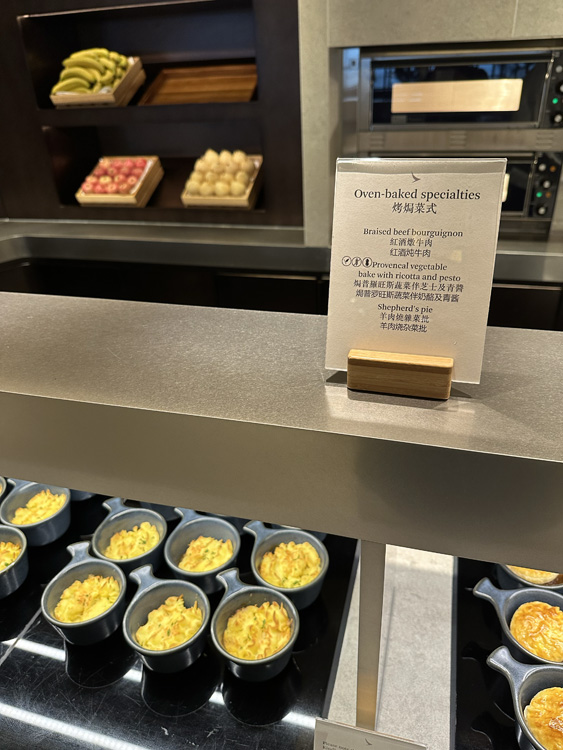 Oven-baked specialties
烤焗菜式
Braised beef bourguignon
紅酒燉牛肉
红酒炖牛肉
Provencal vegetable
bake with ricotta and pesto
焗普羅旺斯蔬菜伴芝士及青醬
焗普罗旺斯蔬菜伴奶酪及青酱
Shepherd's pie
羊肉燒雜菜批
羊肉烧杂菜批